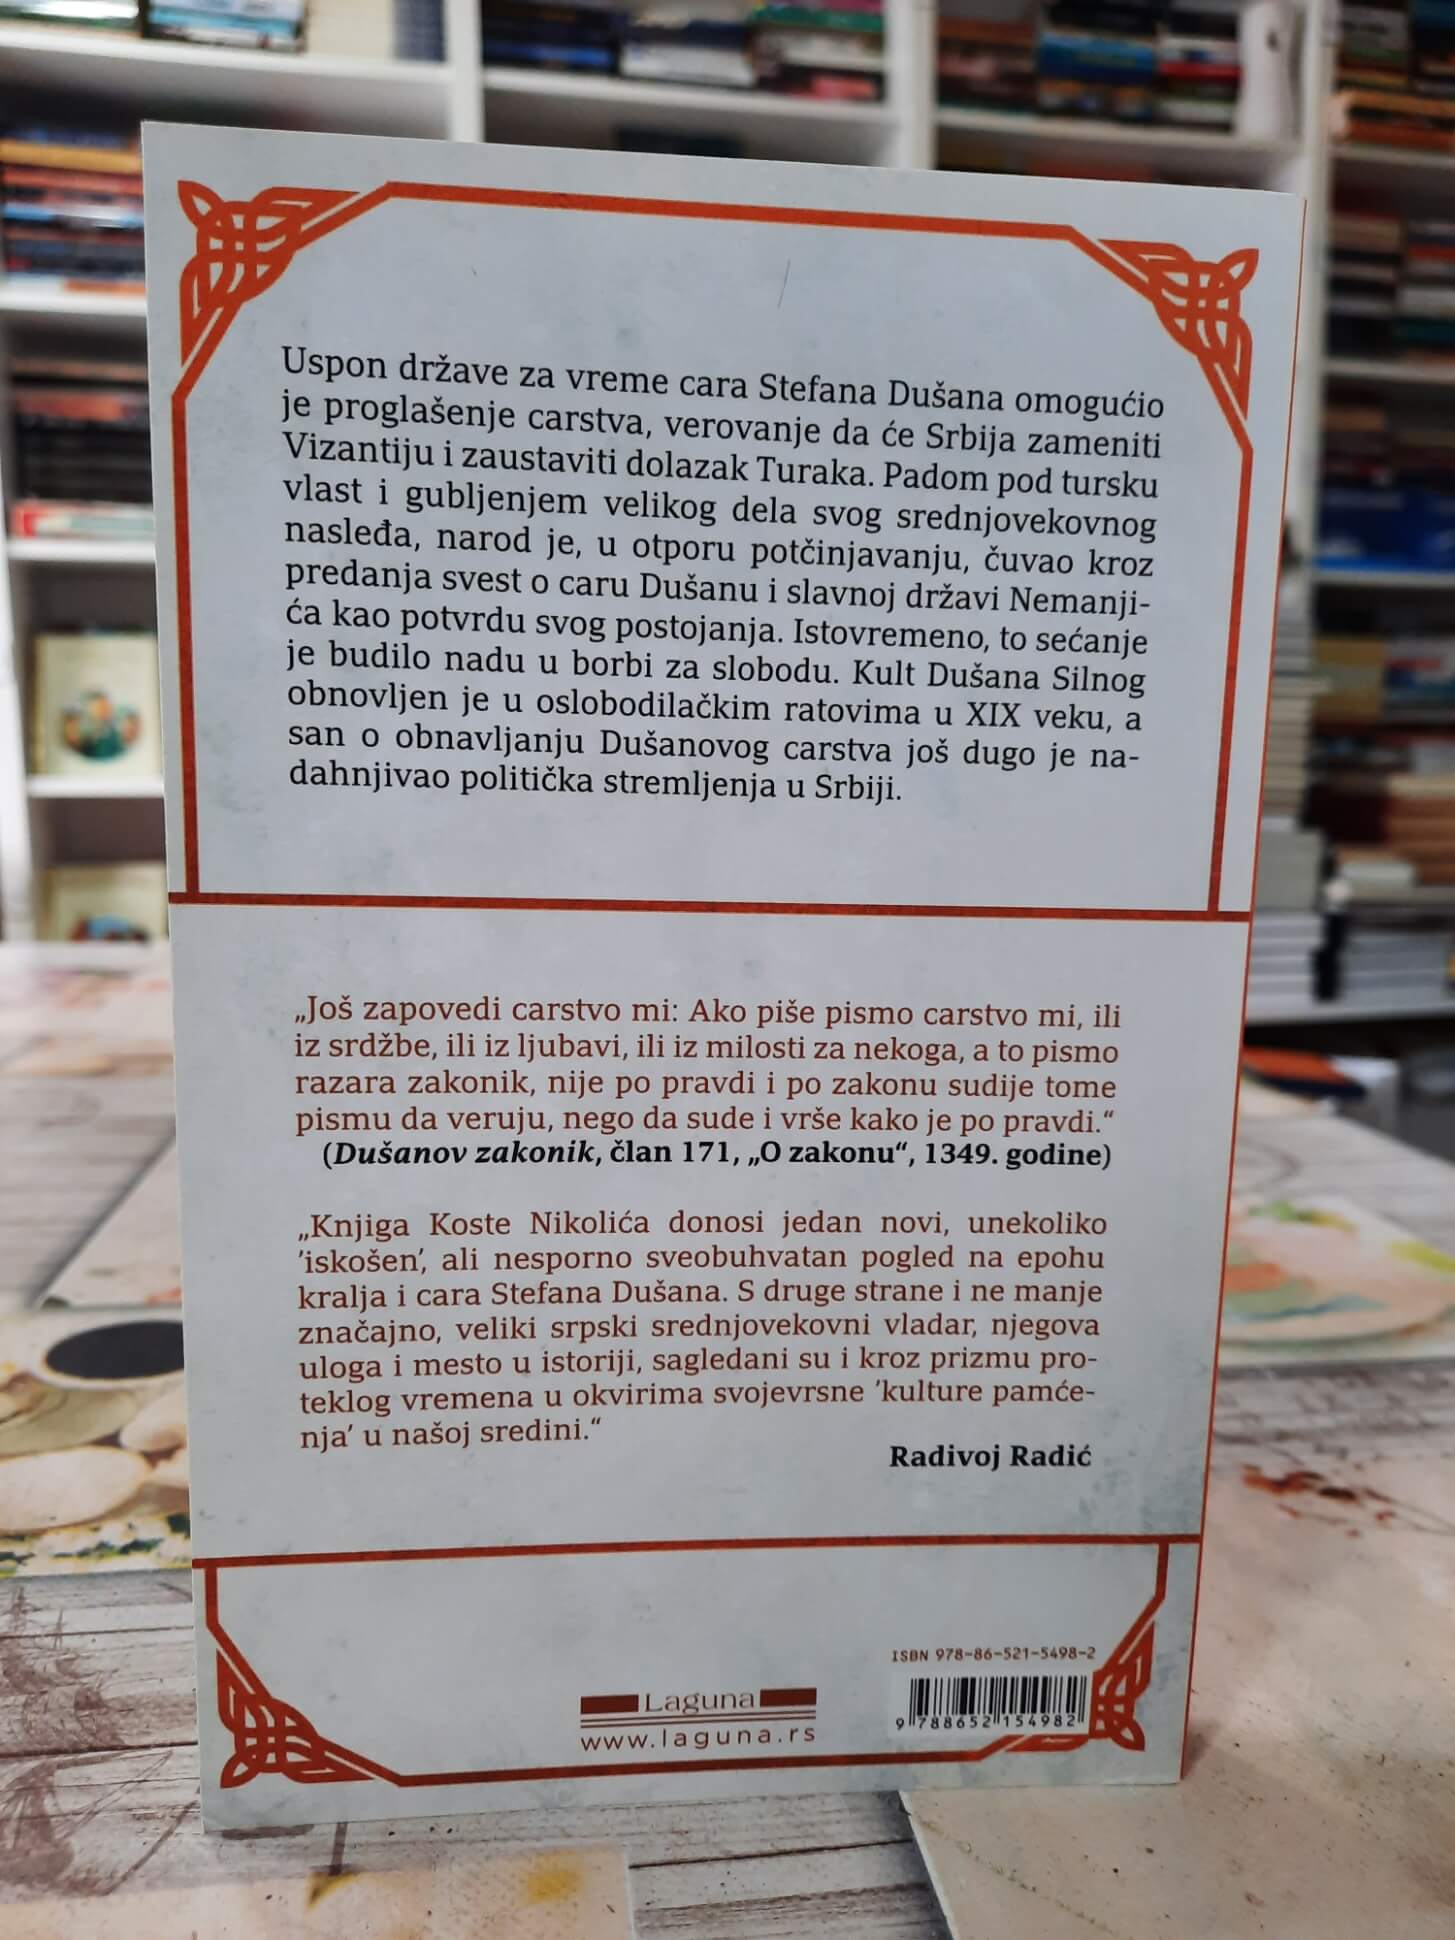 Uspon države za vreme cara Stefana Dušana omogućio
je proglašenje carstva, verovanje da će Srbija zameniti
Vizantiju i zaustaviti dolazak Turaka. Padom pod tursku
vlast i gubljenjem velikog dela svog srednjovekovnog
nasleđa, narod je, u otporu potčinjavanju, čuvao kroz
predanja svest o caru Dušanu i slavnoj državi Nemanji-
ća kao potvrdu svog postojanja. Istovremeno, to sećanje
je budilo nadu u borbi za slobodu. Kult Dušana Silnog
obnovljen je u oslobodilačkim ratovima u XIX veku, a
san o obnavljanju Dušanovog carstva još dugo je na-
dahnjivao politička stremljenja u Srbiji.
„Još zapovedi carstvo mi: Ako piše pismo carstvo mi, ili
iz srdžbe, ili iz ljubavi, ili iz milosti za nekoga, a to pismo
razara zakonik, nije po pravdi i po zakonu sudije tome
pismu da veruju, nego da sude i vrše kako je po pravdi.“
(Dušanov zakonik, član 171, „O zakonu“, 1349. godine)
„Knjiga Koste Nikolića donosi jedan novi, unekoliko
’iskošen’, ali nesporno sveobuhvatan pogled na epohu
kralja i cara Stefana Dušana. S druge strane i ne manje
značajno, veliki srpski srednjovekovni vladar, njegova
uloga i mesto u istoriji, sagledani su i kroz prizmu pro-
teklog vremena u okvirima svojevrsne ’kulture pamće-
nja’ u našoj sredini.“
Radivoj Radić
ISBN 978-86-521-5498-2
9 788652 154982
Laguna
www.laguna.rs